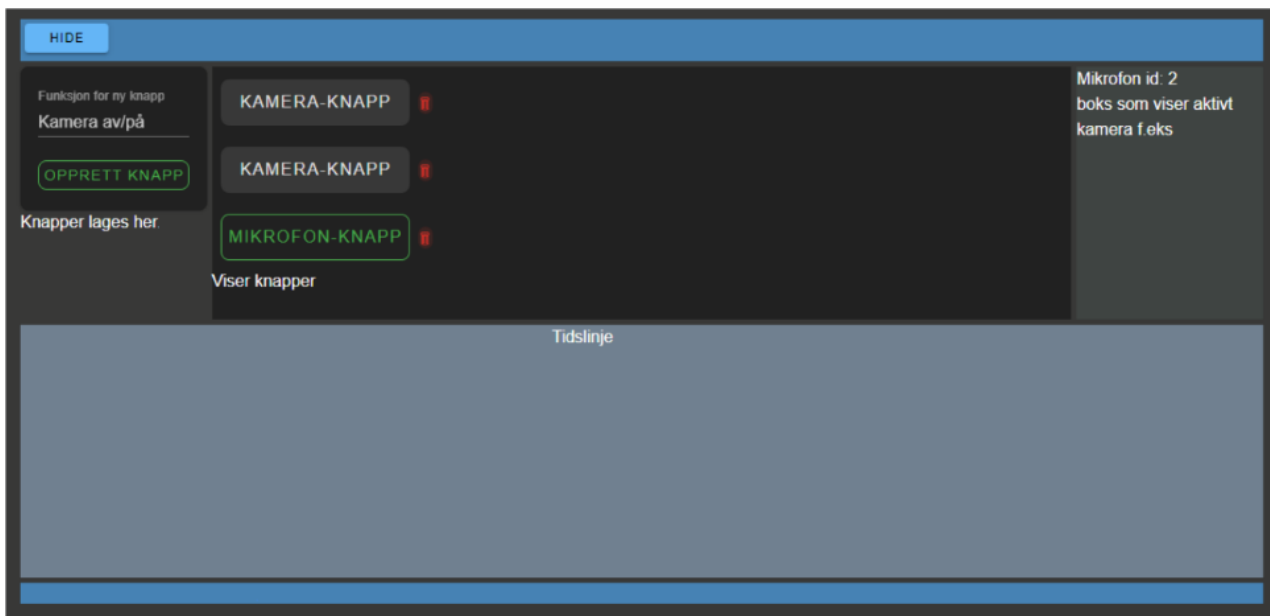 HIDE
Funksjon for ny knapp
Kamera av/på
OPPRETT KNAPP
Knapper lages her.
KAMERA-KNAPP
KAMERA-KNAPP
MIKROFON-KNAPP
Viser knapper
Mikrofon id: 2
boks som viser aktivt
kamera f.eks
Tidslinje